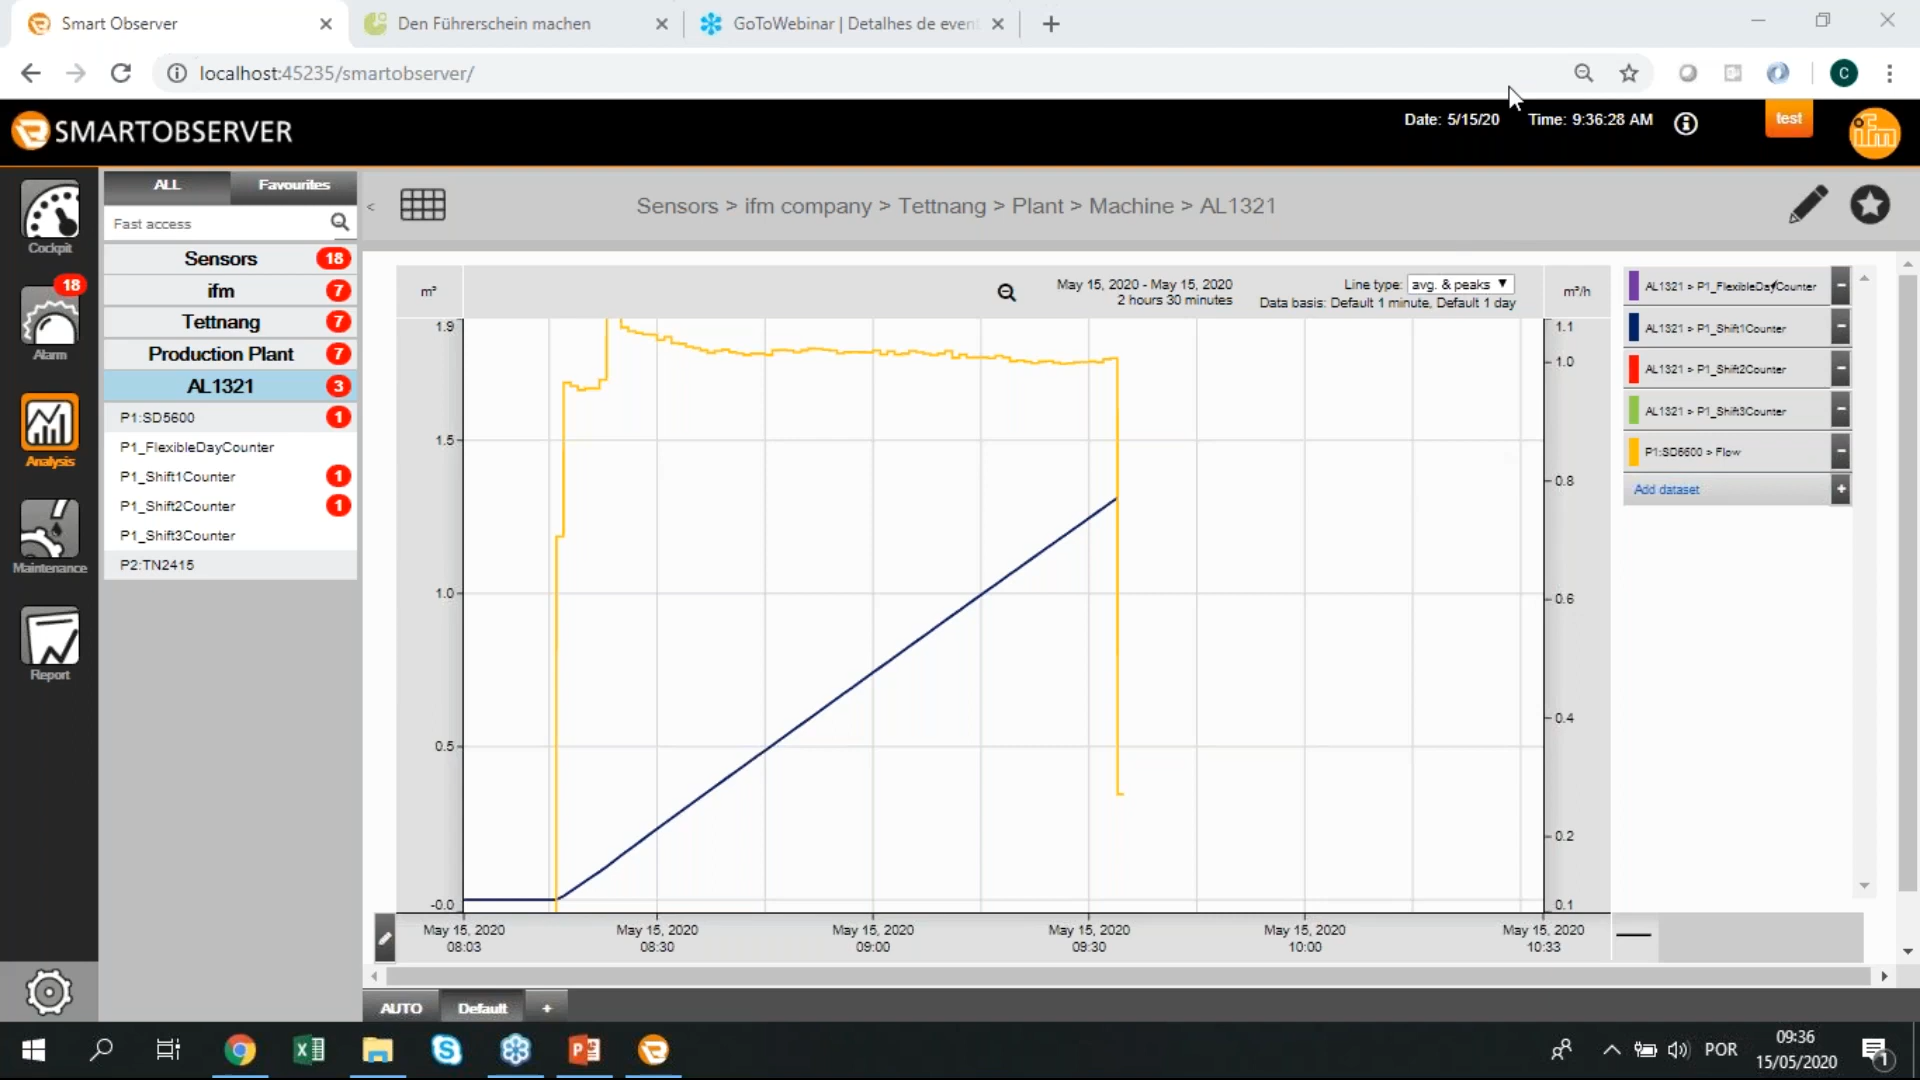 Smart Observer
Den Führerschein machen
GoToWebinar | Detalhes de even
localhost:45235/smartobserver/
C
SMARTOBSERVER
Date: 5/15/20
Time: 9:36:28 AM
test
ifm
Cockpit
18
Alarm
Analysis
Maintenance
Report
ALL
Favourites
Fast access
Sensors 18
ifm 7
Tettnang 7
Production Plant 7
AL1321 3
P1:SD5600 1
P1_FlexibleDayCounter
P1_Shift1Counter 1
P1_Shift2Counter 1
P1_Shift3Counter
P2:TN2415
<
Sensors > ifm company > Tettnang > Plant > Machine > AL1321
m³
May 15, 2020 - May 15, 2020
2 hours 30 minutes
Line type: avg. & peaks ▼
Data basis: Default 1 minute, Default 1 day
m³/h
1.9
1.5
1.0
0.5
-0.0
1.1
1.0
0.8
0.6
0.4
0.2
0.1
May 15, 2020
08:03
May 15, 2020
08:30
May 15, 2020
09:00
May 15, 2020
09:30
May 15, 2020
10:00
May 15, 2020
10:33
AL1321 > P1_FlexibleDayCounter -
AL1321 > P1_Shift1Counter -
AL1321 > P1_Shift2Counter -
AL1321 > P1_Shift3Counter -
P1:SD5600 > Flow -
Add dataset +
AUTO
Default
+
POR
09:36
15/05/2020
1